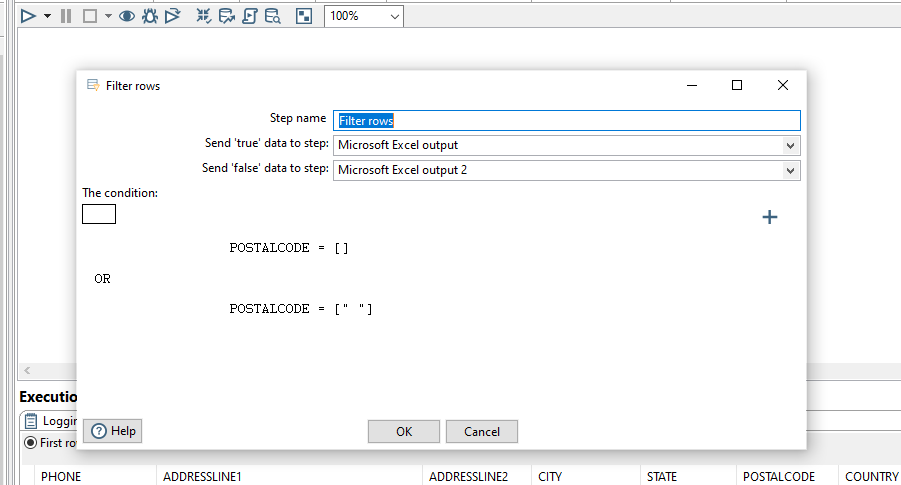 100%
Filter rows
Step name Filter rows
Send 'true' data to step: Microsoft Excel output
Send 'false' data to step: Microsoft Excel output 2
The condition:
POSTALCODE = []
OR
POSTALCODE = [" "]
Executio
Loggin
Help OK Cancel
First ro
PHONE ADDRESSLINE1 ADDRESSLINE2 CITY STATE POSTALCODE COUNTRY